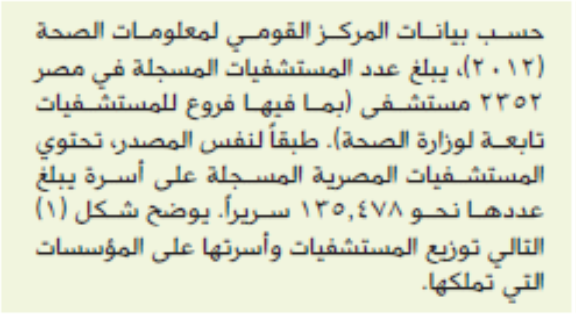 حسب بيانات المركز القومي لمعلومات الصحة
(٢٠١٢)، يبلغ عدد المستشفيات المسجلة في مصر
٢٣٥٢ مستشفى (بما فيها فروع للمستشفيات
تابعة لوزارة الصحة). طبقاً لنفس المصدر، تحتوي
المستشفيات المصرية المسجلة على أسرة يبلغ
عددها نحو ١٣٥,٤٧٨ سريراً. يوضح شكل (١)
التالي توزيع المستشفيات وأسرتها على المؤسسات
التي تملكها.